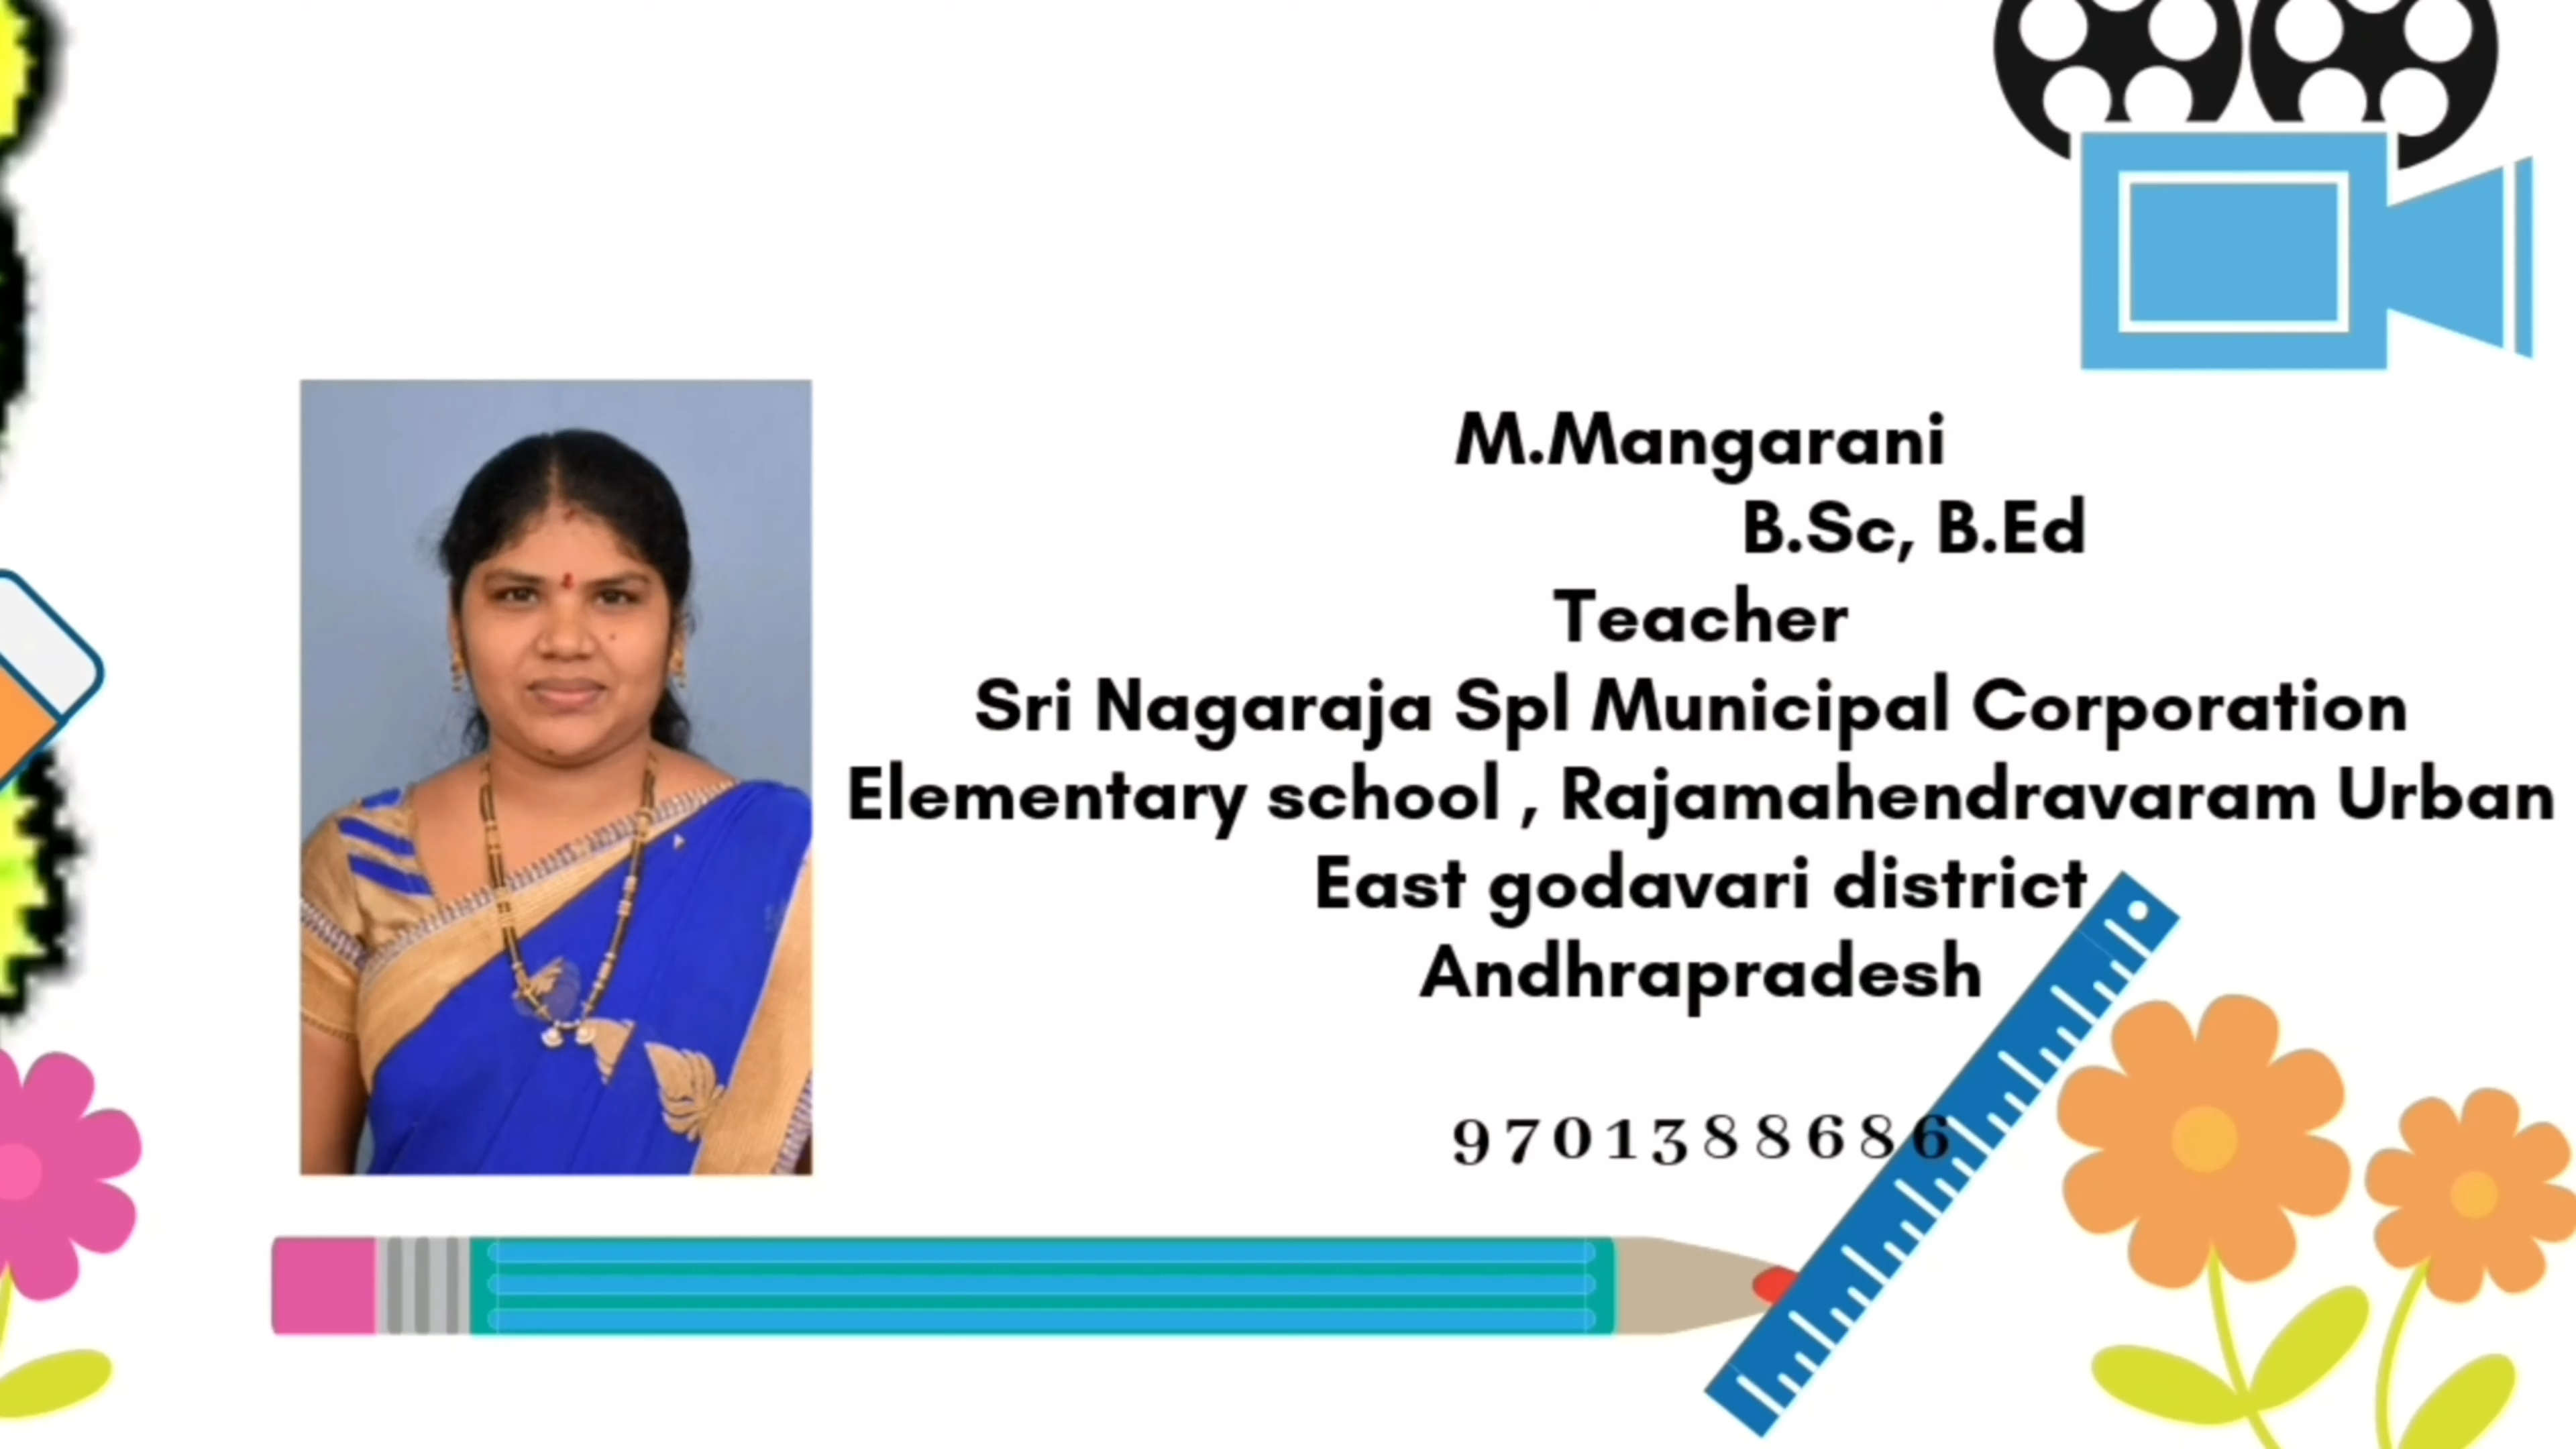 M.Mangarani
B.Sc, B.Ed
Teacher
Sri Nagaraja Spl Municipal Corporation
Elementary school , Rajamahendravaram Urban
East godavari district
Andhrapradesh
9701388686